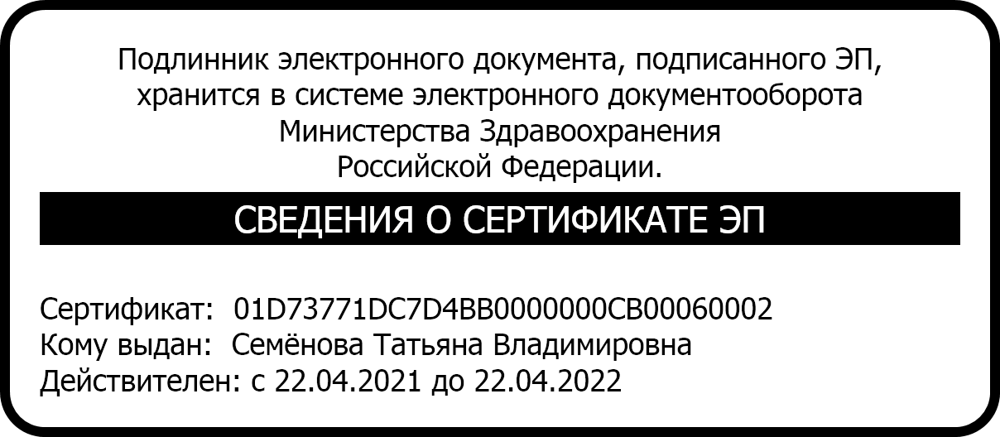 Подлинник электронного документа, подписанного ЭП,
хранится в системе электронного документооборота
Министерства Здравоохранения
Российской Федерации.
СВЕДЕНИЯ О СЕРТИФИКАТЕ ЭП
Сертификат: 01D73771DC7D4BB0000000CB00060002
Кому выдан: Семёнова Татьяна Владимировна
Действителен: с 22.04.2021 до 22.04.2022